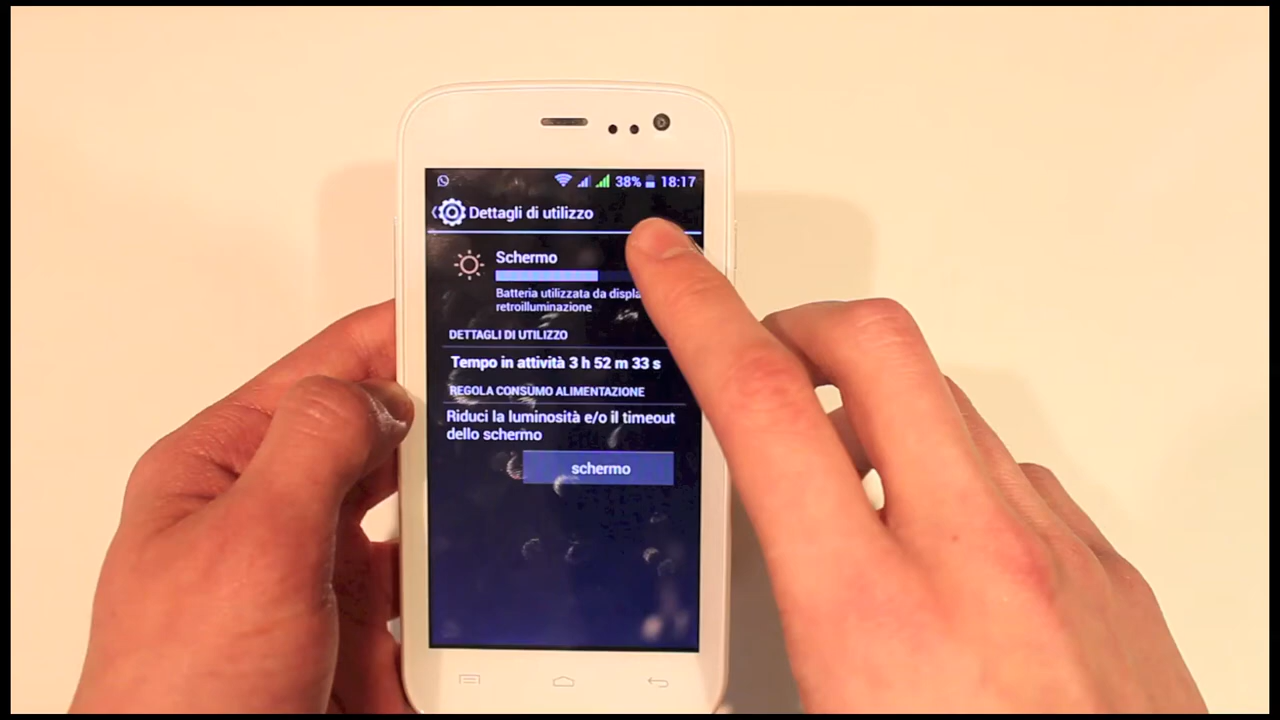 38% 18:17
Dettagli di utilizzo
Schermo
Batteria utilizzata da
retroilluminazione
DETTAGLI DI UTILIZZO
Tempo in attività 3 h 52 m 33 s
REGOLA CONSUMO ALIMENTAZIONE
Riduci la luminosità e/o il timeout
dello schermo
schermo